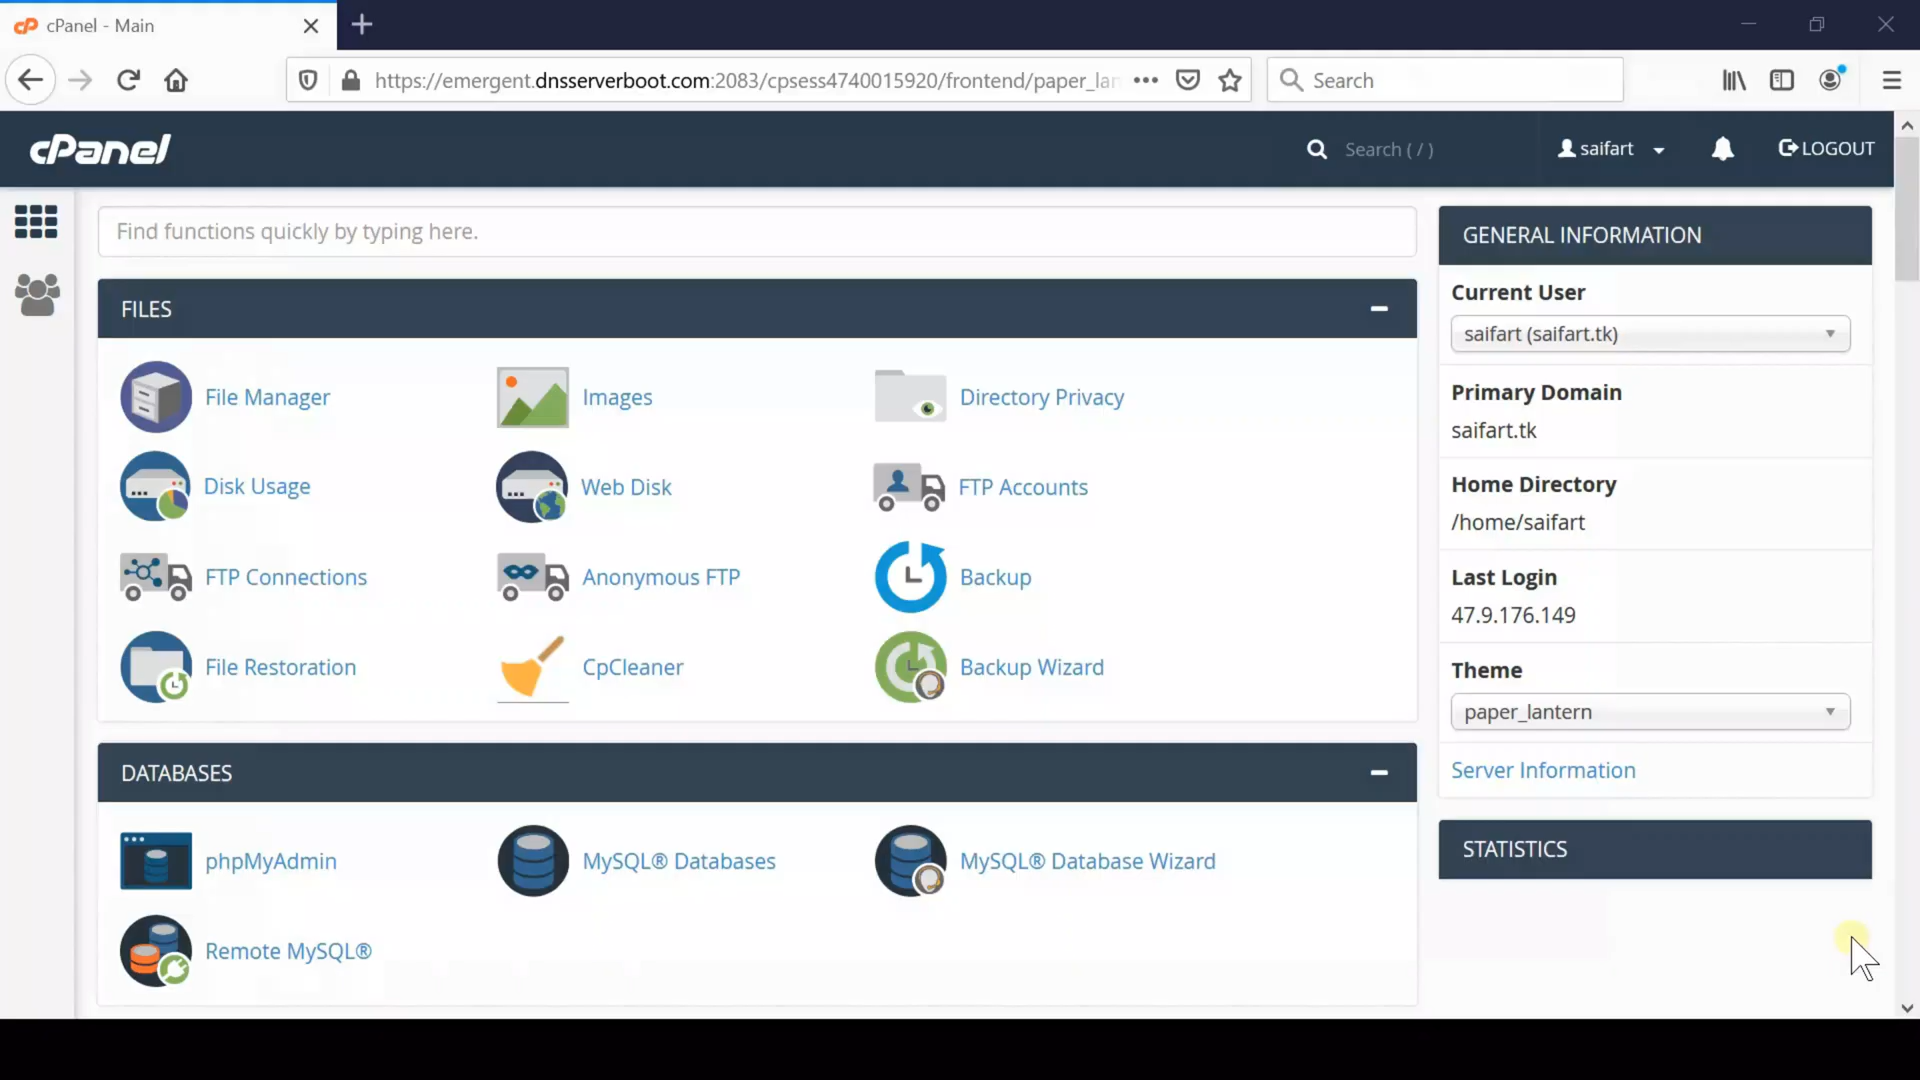 cPanel - Main
https://emergent.dnsserverboot.com:2083/cpsess4740015920/frontend/paper_lan
Search
cPanel
Search ( / )
saifart
LOGOUT
Find functions quickly by typing here.
FILES
File Manager
Images
Directory Privacy
Disk Usage
Web Disk
FTP Accounts
FTP Connections
Anonymous FTP
Backup
File Restoration
CpCleaner
Backup Wizard
DATABASES
phpMyAdmin
MySQL® Databases
MySQL® Database Wizard
Remote MySQL®
GENERAL INFORMATION
Current User
saifart (saifart.tk)
Primary Domain
saifart.tk
Home Directory
/home/saifart
Last Login
47.9.176.149
Theme
paper_lantern
Server Information
STATISTICS